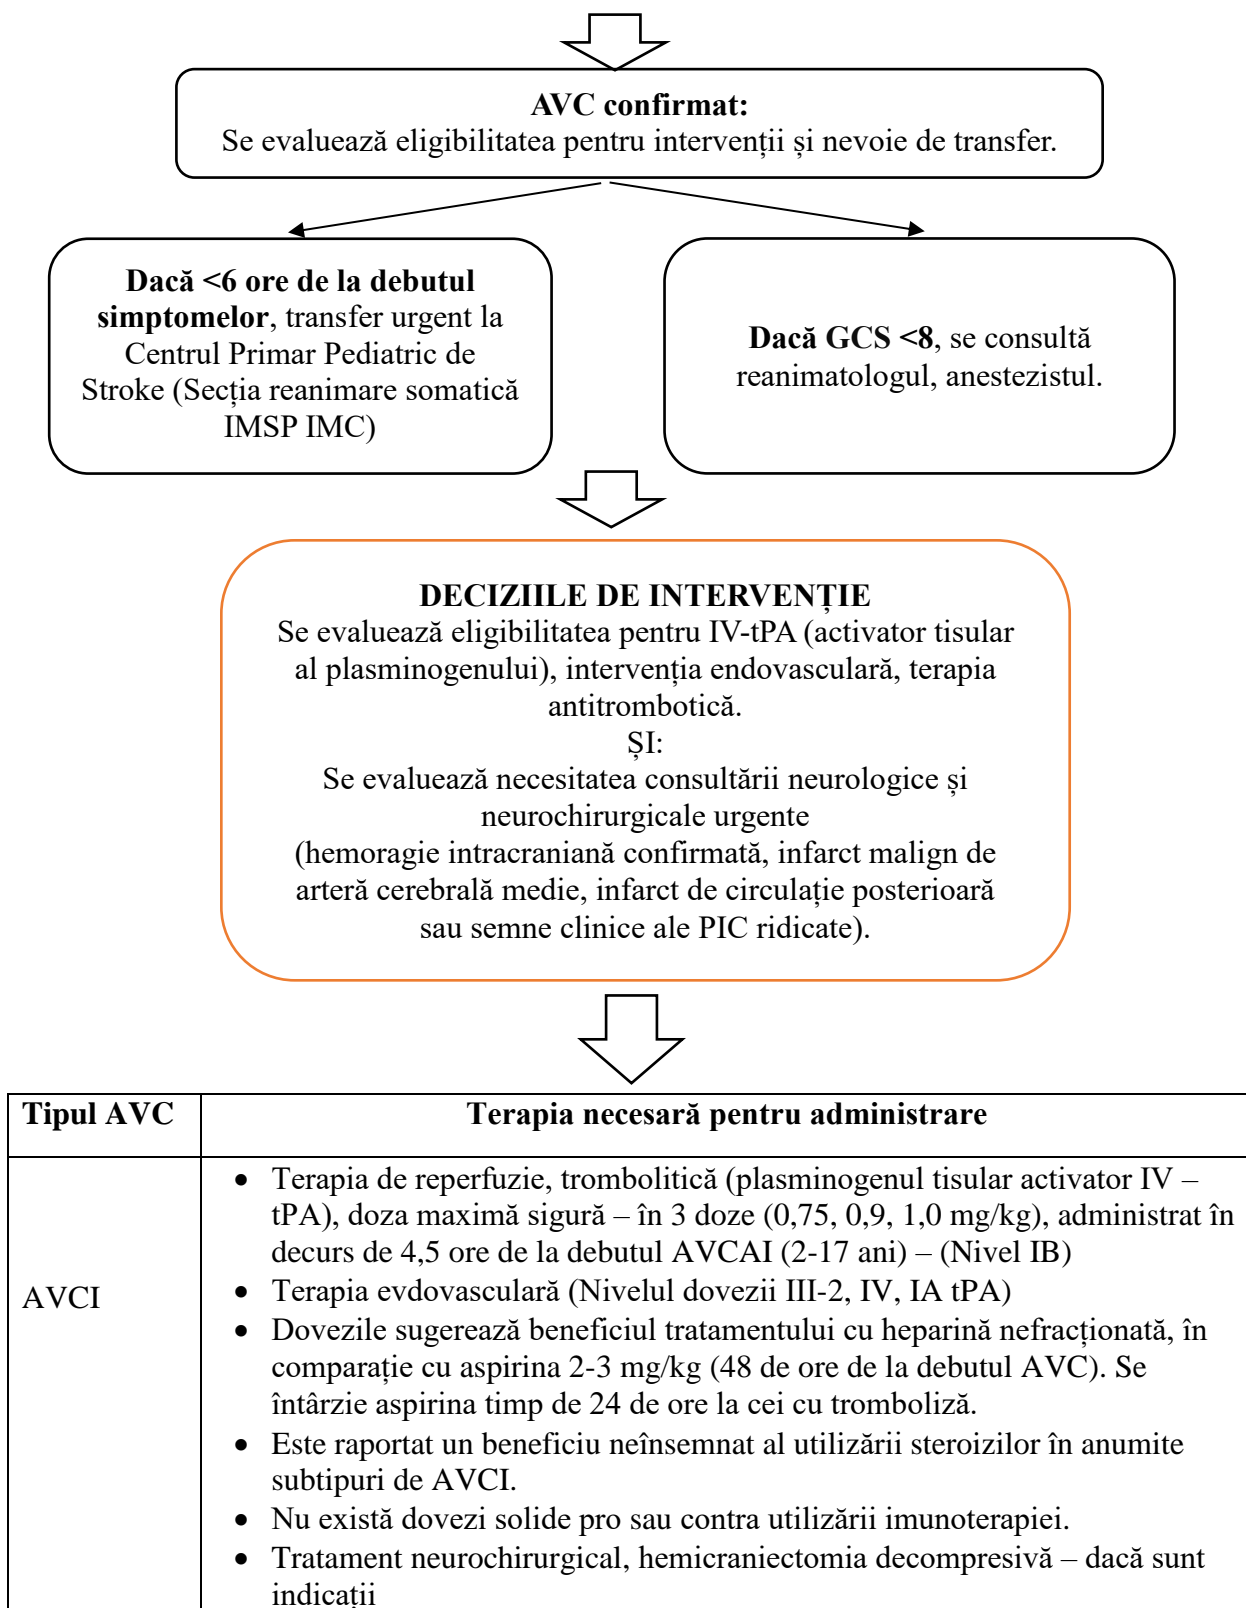 AVC confirmat:
Se evaluează eligibilitatea pentru intervenții și nevoie de transfer.
Dacă <6 ore de la debutul
simptomelor, transfer urgent la
Centrul Primar Pediatric de
Stroke (Secția reanimare somatică
IMSP IMC)
Dacă GCS <8, se consultă
reanimatologul, anestezistul.
DECIZIILE DE INTERVENȚIE
Se evaluează eligibilitatea pentru IV-tPA (activator tisular
al plasminogenului), intervenția endovasculară, terapia
antitrombotică.
ȘI:
Se evaluează necesitatea consultării neurologice și
neurochirurgicale urgente
(hemoragie intracraniană confirmată, infarct malign de
arteră cerebrală medie, infarct de circulație posterioară
sau semne clinice ale PIC ridicate).
Tipul AVC
Terapia necesară pentru administrare
AVCI
• Terapia de reperfuzie, trombolitică (plasminogenul tisular activator IV –
tPA), doza maximă sigură – în 3 doze (0,75, 0,9, 1,0 mg/kg), administrat în
decurs de 4,5 ore de la debutul AVCAI (2-17 ani) – (Nivel IB)
• Terapia evdovasculară (Nivelul dovezii III-2, IV, IA tPA)
• Dovezile sugerează beneficiul tratamentului cu heparină nefracționată, în
comparație cu aspirina 2-3 mg/kg (48 de ore de la debutul AVC). Se
întârzie aspirina timp de 24 de ore la cei cu tromboliză.
• Este raportat un beneficiu neînsemnat al utilizării steroizilor în anumite
subtipuri de AVCI.
• Nu există dovezi solide pro sau contra utilizării imunoterapiei.
• Tratament neurochirurgical, hemicraniectomia decompresivă – dacă sunt
indicații